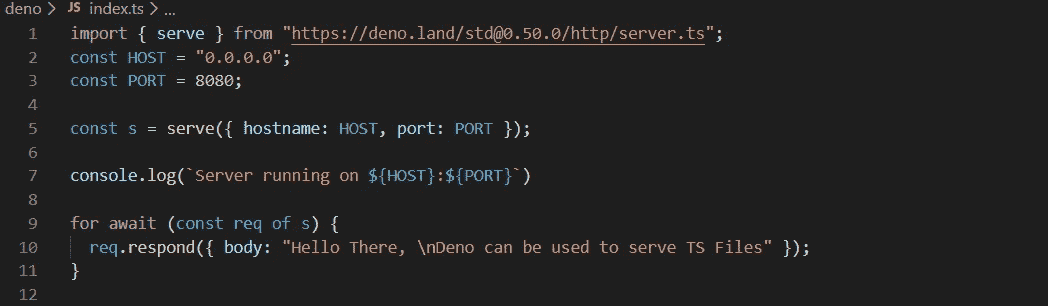 deno > JS index.ts > ...
1 import { serve } from "https://deno.land/std@0.50.0/http/server.ts";
2 const HOST = "0.0.0.0";
3 const PORT = 8080;
4
5 const s = serve({ hostname: HOST, port: PORT });
6
7 console.log(`Server running on ${HOST}:${PORT}`)
8
9 for await (const req of s) {
10   req.respond({ body: "Hello There, \nDeno can be used to serve TS Files" });
11 }
12